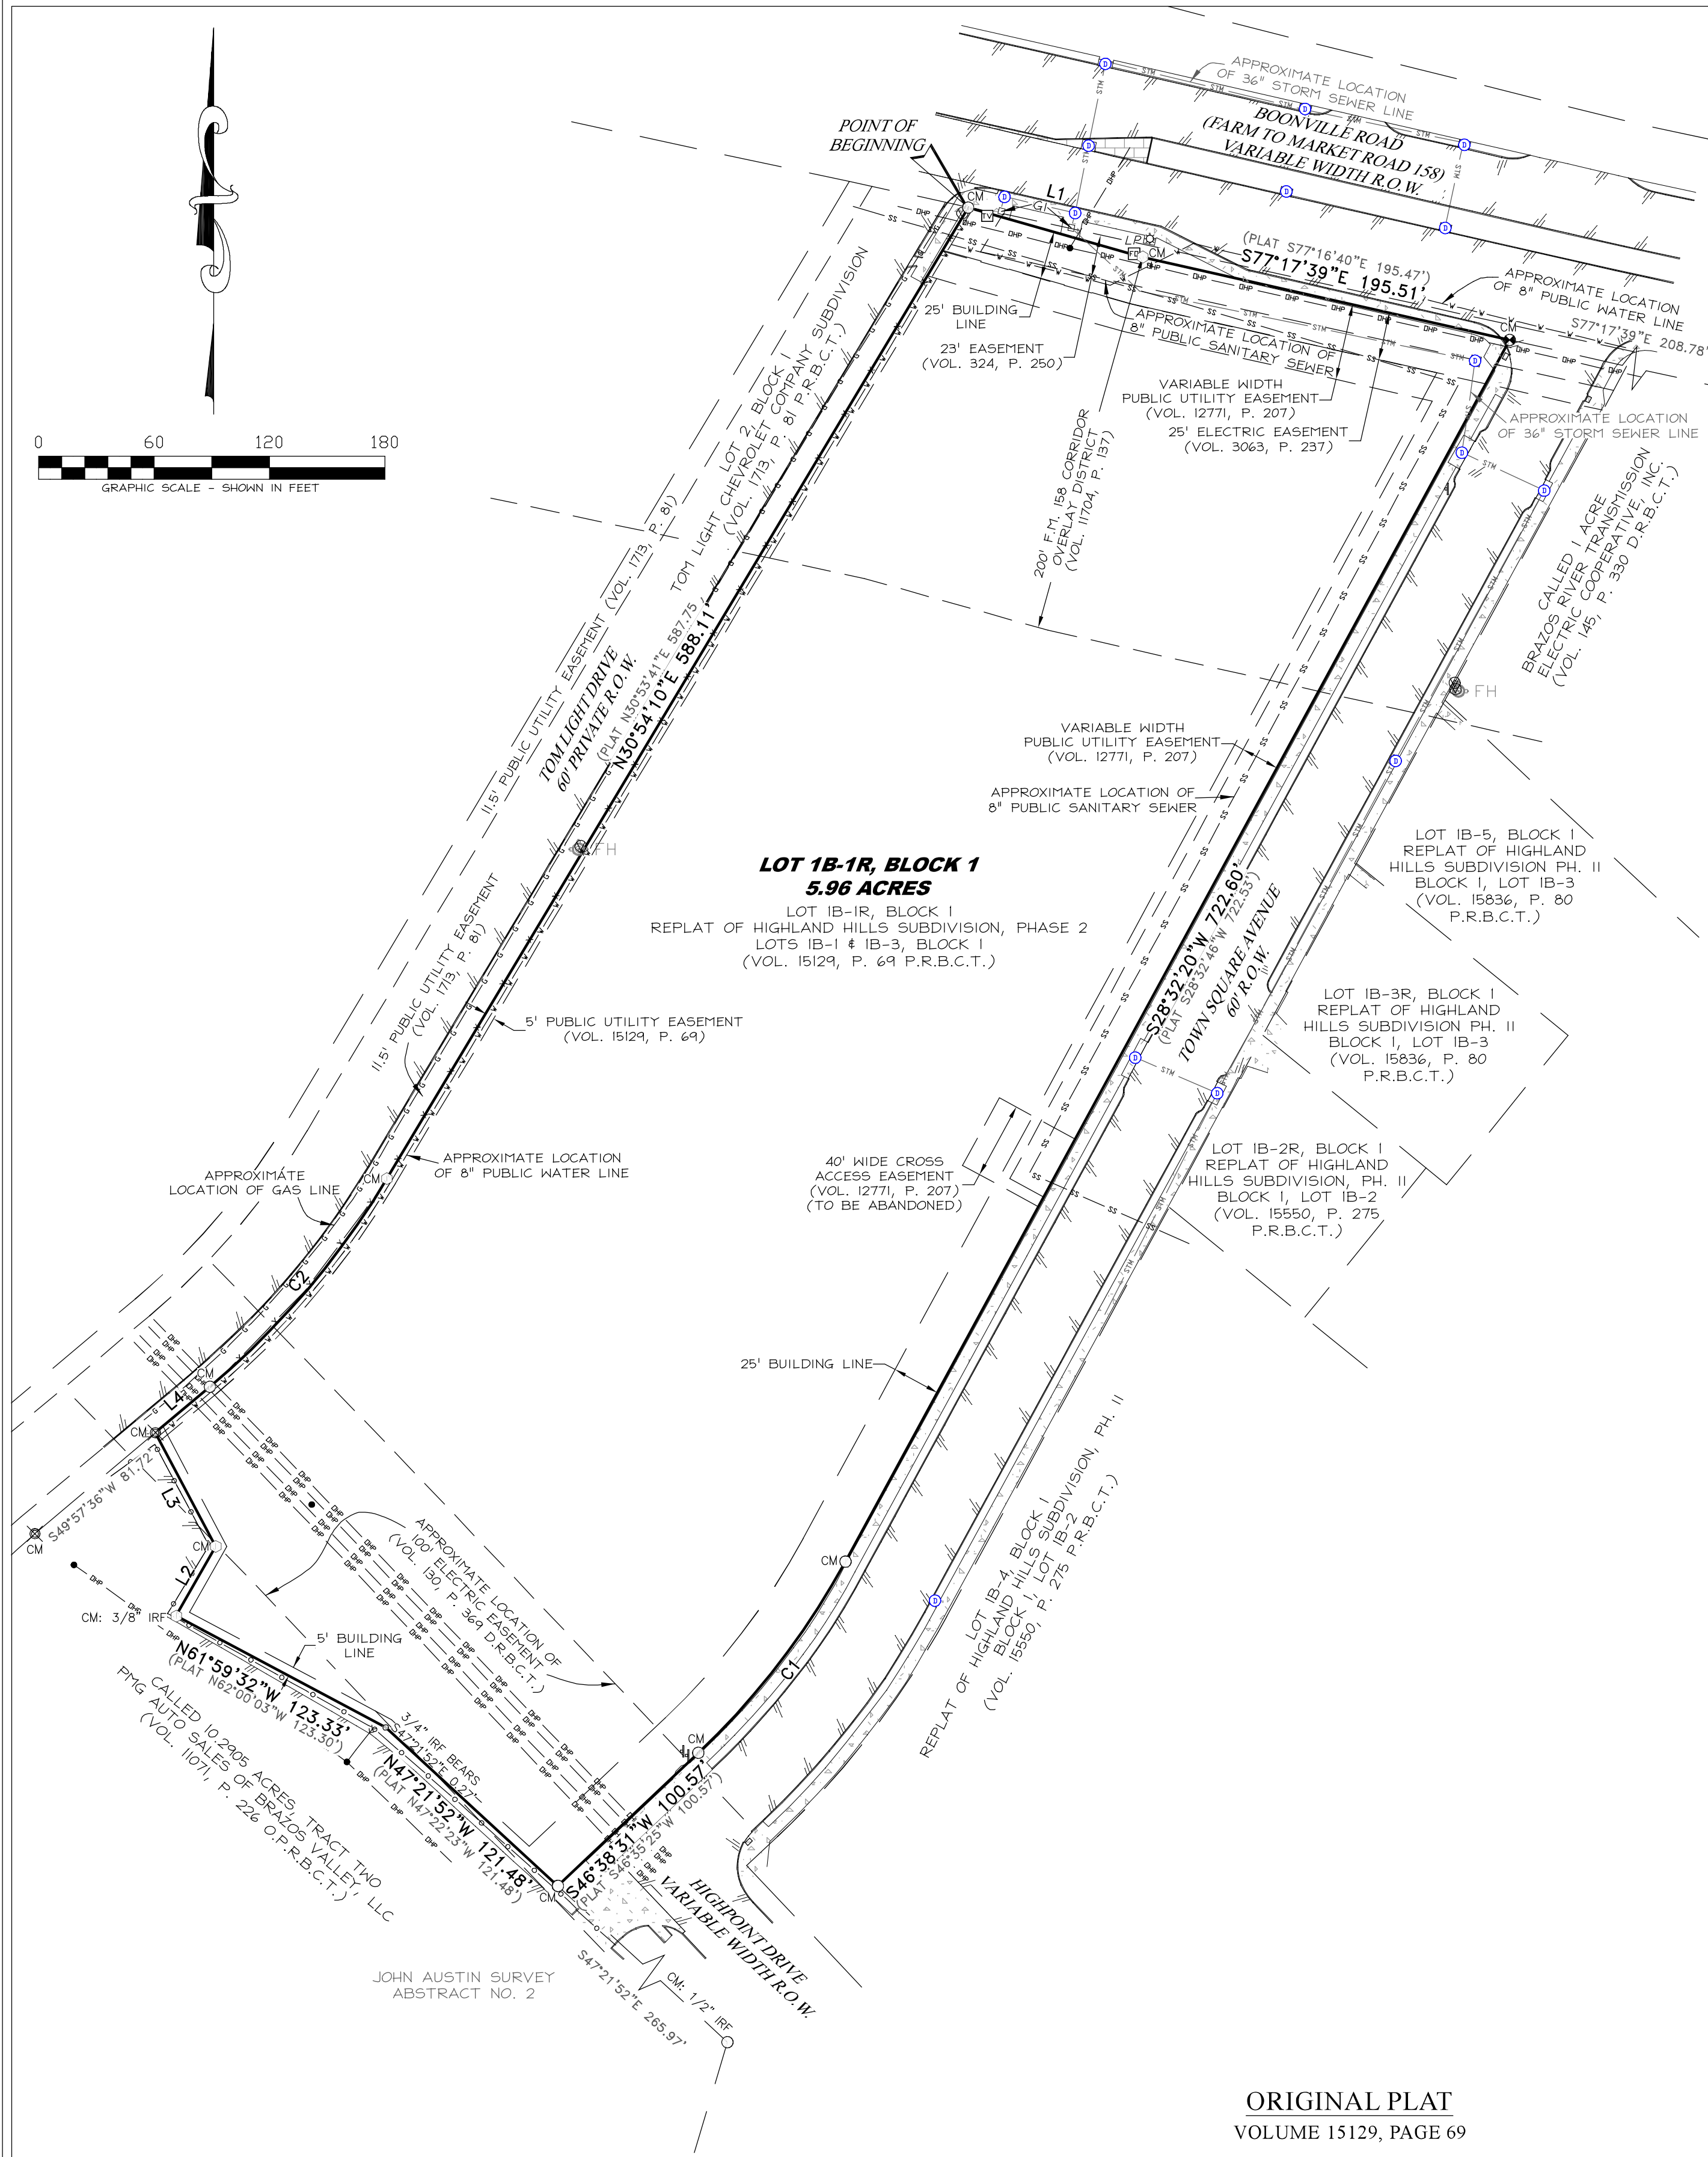 APPROXIMATE LOCATION
OF 36" STORM SEWER LINE
BOONVILLE ROAD
(FARM TO MARKET ROAD 158)
VARIABLE WIDTH R.O.W.
POINT OF
BEGINNING
CM
L1
TV
GI
LP
FO
CM
(PLAT S77°16'40"E 195.47')
S77°17'39"E 195.51'
APPROXIMATE LOCATION
OF 8" PUBLIC WATER LINE
S77°17'39"E 208.78'
CM
0 60 120 180
GRAPHIC SCALE - SHOWN IN FEET
25' BUILDING
LINE
23' EASEMENT
(VOL. 324, P. 250)
APPROXIMATE LOCATION OF
8" PUBLIC SANITARY SEWER
VARIABLE WIDTH
PUBLIC UTILITY EASEMENT
(VOL. 12771, P. 207)
25' ELECTRIC EASEMENT
(VOL. 3063, P. 237)
APPROXIMATE LOCATION
OF 36" STORM SEWER LINE
200' F.M. 158 CORRIDOR
OVERLAY DISTRICT
(VOL. 11704, P. 137)
CALLED 1 ACRE
BRAZOS RIVER TRANSMISSION
ELECTRIC COOPERATIVE, INC.
(VOL. 145, P. 330 D.R.B.C.T.)
LOT 2, BLOCK 1
TOM LIGHT CHEVROLET COMPANY SUBDIVISION
(VOL. 1713, P. 81 P.R.B.C.T.)
11.5' PUBLIC UTILITY EASEMENT (VOL. 1713, P. 81)
TOM LIGHT DRIVE
60' PRIVATE R.O.W.
(PLAT N30°53'41"E 587.75
N30°54'10"E 588.11'
FH
FH
VARIABLE WIDTH
PUBLIC UTILITY EASEMENT
(VOL. 12771, P. 207)
APPROXIMATE LOCATION OF
8" PUBLIC SANITARY SEWER
LOT 1B-1R, BLOCK 1
5.96 ACRES
LOT 1B-1R, BLOCK 1
REPLAT OF HIGHLAND HILLS SUBDIVISION, PHASE 2
LOTS 1B-1 & 1B-3, BLOCK 1
(VOL. 15129, P. 69 P.R.B.C.T.)
S28°32'20"W 722.60'
(PLAT S28°32'46"W 722.53')
TOWN SQUARE AVENUE
60' R.O.W.
LOT 1B-5, BLOCK 1
REPLAT OF HIGHLAND
HILLS SUBDIVISION PH. II
BLOCK 1, LOT 1B-3
(VOL. 15836, P. 80
P.R.B.C.T.)
LOT 1B-3R, BLOCK 1
REPLAT OF HIGHLAND
HILLS SUBDIVISION PH. II
BLOCK 1, LOT 1B-3
(VOL. 15836, P. 80
P.R.B.C.T.)
LOT 1B-2R, BLOCK 1
REPLAT OF HIGHLAND
HILLS SUBDIVISION, PH. II
BLOCK 1, LOT 1B-2
(VOL. 15550, P. 275
P.R.B.C.T.)
11.5' PUBLIC UTILITY EASEMENT
(VOL. 1713, P. 81)
5' PUBLIC UTILITY EASEMENT
(VOL. 15129, P. 69)
APPROXIMATE LOCATION
OF 8" PUBLIC WATER LINE
CM
APPROXIMATE
LOCATION OF GAS LINE
40' WIDE CROSS
ACCESS EASEMENT
(VOL. 12771, P. 207)
(TO BE ABANDONED)
C2
25' BUILDING LINE
CM
L4
CM
S49°57'36"W 81.72'
CM
L3
CM
L2
CM: 3/8" IRF
APPROXIMATE LOCATION OF
100' ELECTRIC EASEMENT
(VOL. 130, P. 369 D.R.B.C.T.)
5' BUILDING
LINE
N61°59'32"W 123.33'
(PLAT N62°00'03"W 123.30')
3/4" IRF BEARS
S47°21'52"E 0.27'
CALLED 10.2905 ACRES, TRACT TWO
PMG AUTO SALES OF BRAZOS VALLEY, LLC
(VOL. 11071, P. 226 O.P.R.B.C.T.)
N47°21'52"W 121.48'
(PLAT N47°22'23"W 121.48')
CM
C1
CM
LOT 1B-4, BLOCK 1
REPLAT OF HIGHLAND HILLS SUBDIVISION, PH. II
BLOCK 1, LOT 1B-2
(VOL. 15550, P. 275 P.R.B.C.T.)
S46°38'31"W 100.57'
(PLAT S46°35'25"W 100.57')
CM
HIGHPOINT DRIVE
VARIABLE WIDTH R.O.W.
JOHN AUSTIN SURVEY
ABSTRACT NO. 2
S47°21'52"E 265.97'
CM: 1/2" IRF
ORIGINAL PLAT
VOLUME 15129, PAGE 69